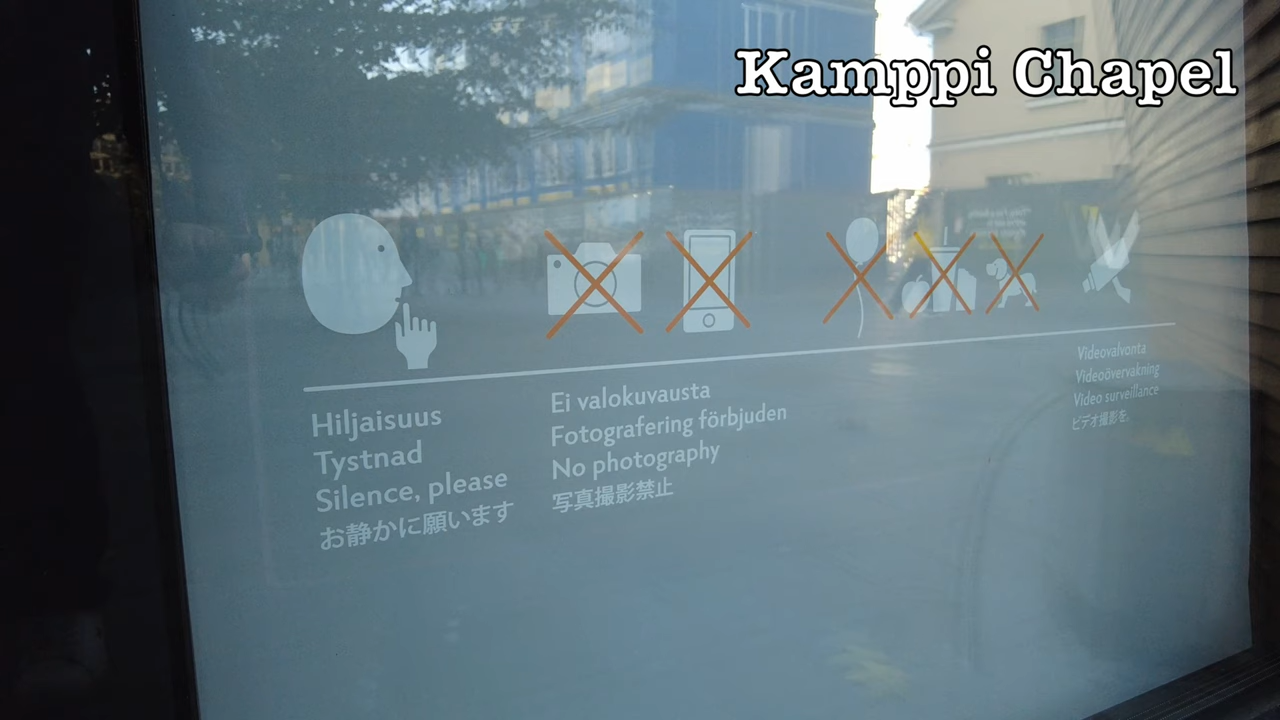 Kamppi Chapel
Hiljaisuus
Tystnad
Silence, please
お静かに願います
Ei valokuvausta
Fotografering förbjuden
No photography
写真撮影禁止
Videovalvonta
Videoövervakning
Video surveillance
ビデオ撮影を.